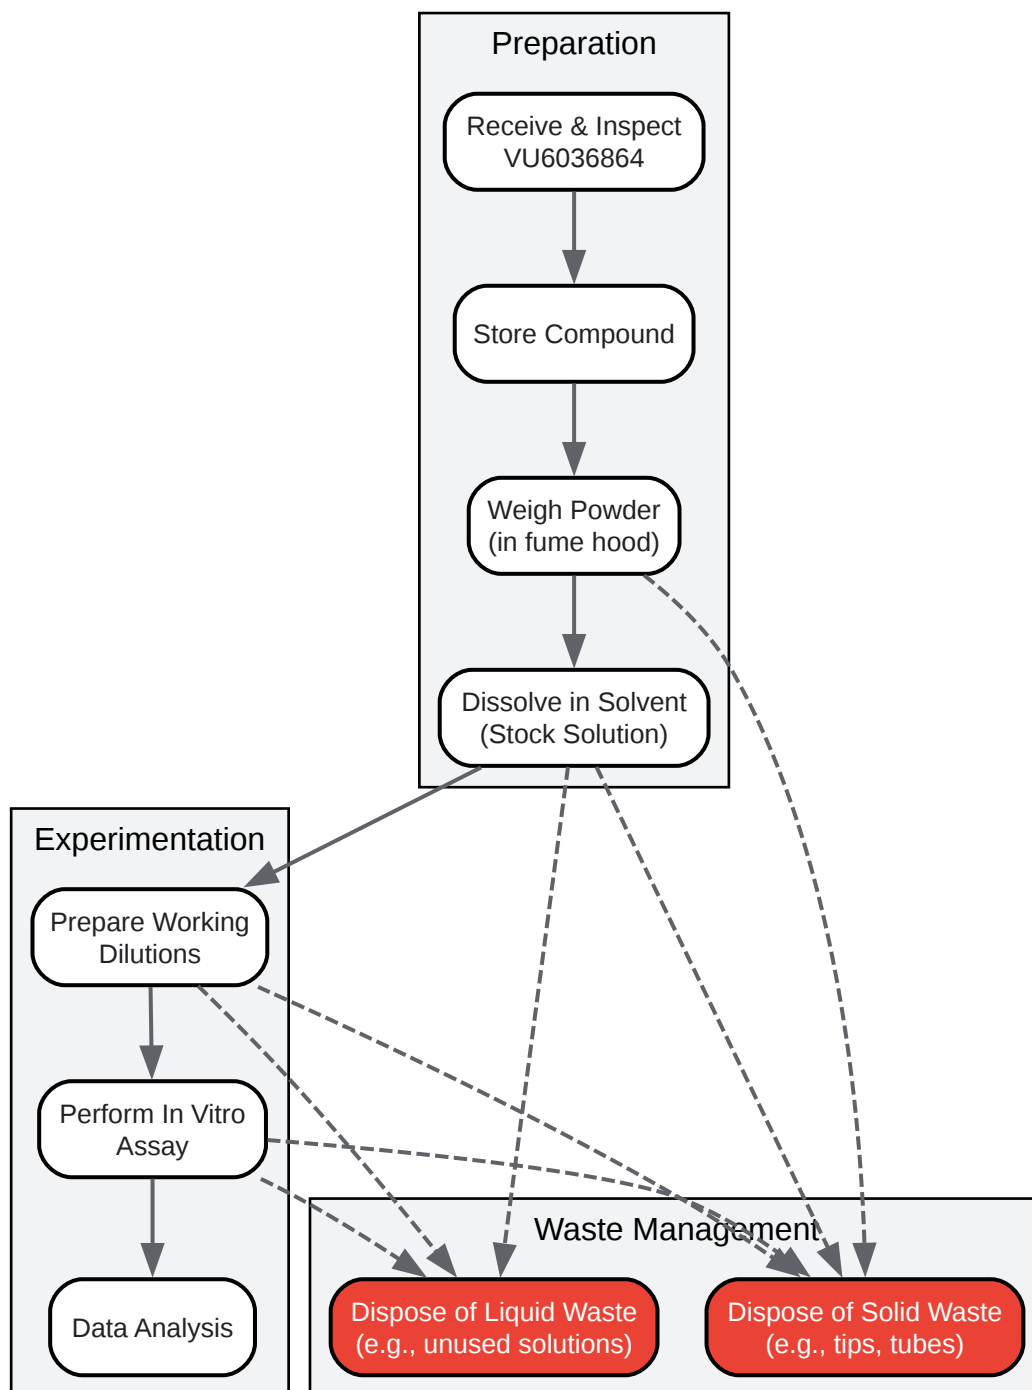 Preparation
Receive & Inspect
VU6036864
Store Compound
Weigh Powder
(in fume hood)
Dissolve in Solvent
(Stock Solution)
Experimentation
Prepare Working
Dilutions
Perform In Vitro
Assay
Data Analysis
Waste Management
Dispose of Liquid Waste
(e.g., unused solutions)
Dispose of Solid Waste
(e.g., tips, tubes)